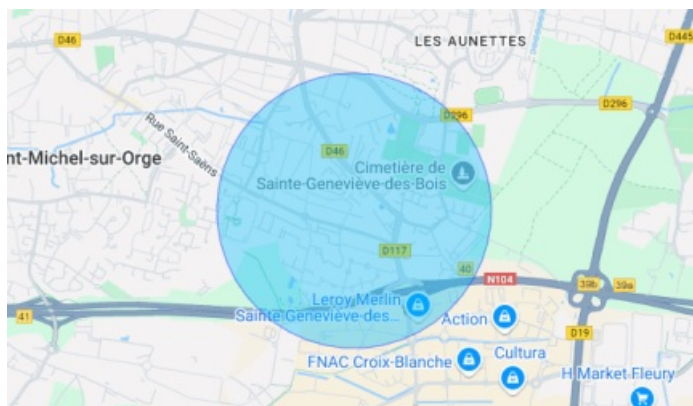 D46
LES AUNETTES
D445
D296
D296
Rue Saint-Saëns
D46
nt-Michel-sur-Orge
Cimetière de
Sainte-Geneviève-des-Bois
D117
40
N104
39b
39a
41
Leroy Merlin
Sainte-Geneviève-des...
Action
D19
FNAC Croix-Blanche
Cultura
H Market Fleury